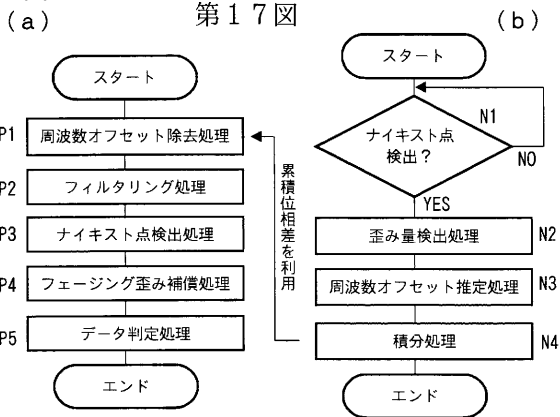 第17図
(a)
スタート
P1 周波数オフセット除去処理
P2 フィルタリング処理
P3 ナイキスト点検出処理
P4 フェージング歪み補償処理
P5 データ判定処理
エンド
累積位相差を利用
(b)
スタート
N1
ナイキスト点
検出?
NO
YES
歪み量検出処理 N2
周波数オフセット推定処理 N3
積分処理 N4
エンド